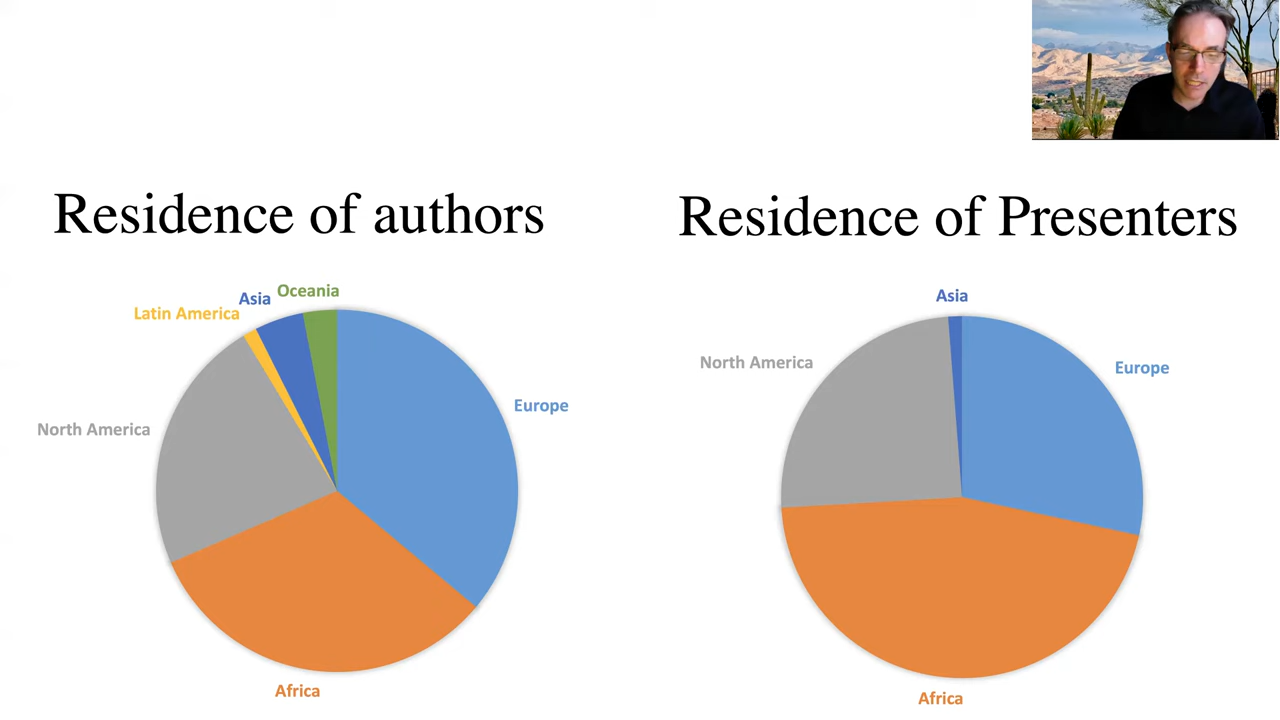 Residence of authors
Residence of Presenters
Oceania
Asia
Latin America
North America
Europe
Africa
Asia
North America
Europe
Africa